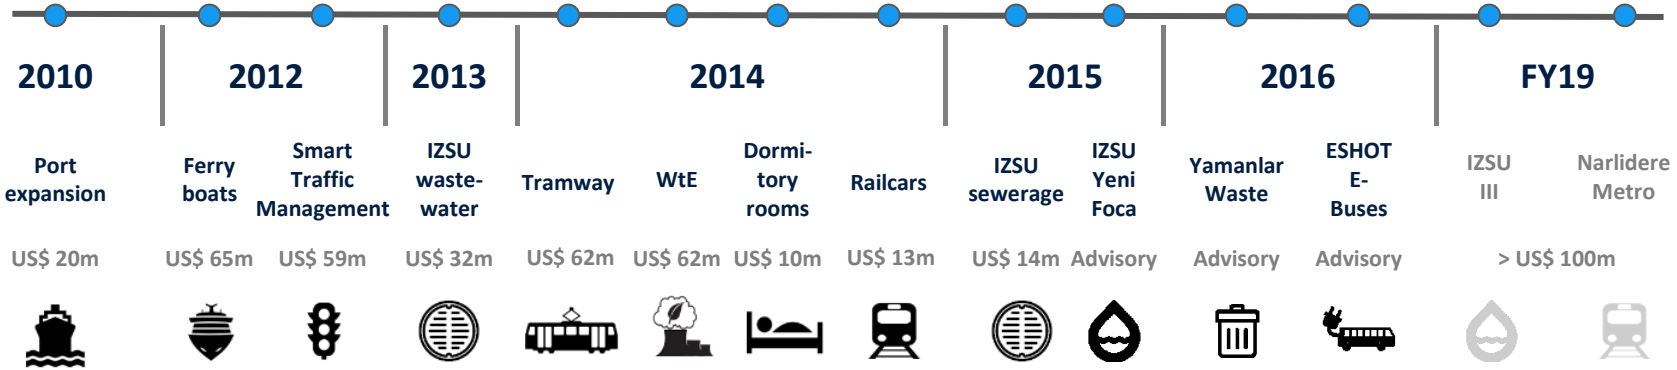 2010
2012
2013
2014
2015
2016
FY19
Port
expansion
Ferry
boats
Smart
Traffic
Management
IZSU
waste-
water
Tramway
WtE
Dormi-
tory
rooms
Railcars
IZSU
sewerage
IZSU
Yeni
Foca
Yamanlar
Waste
ESHOT
E-
Buses
IZSU
III
Narlidere
Metro
US$ 20m
US$ 65m
US$ 59m
US$ 32m
US$ 62m
US$ 62m
US$ 10m
US$ 13m
US$ 14m
Advisory
Advisory
Advisory
> US$ 100m